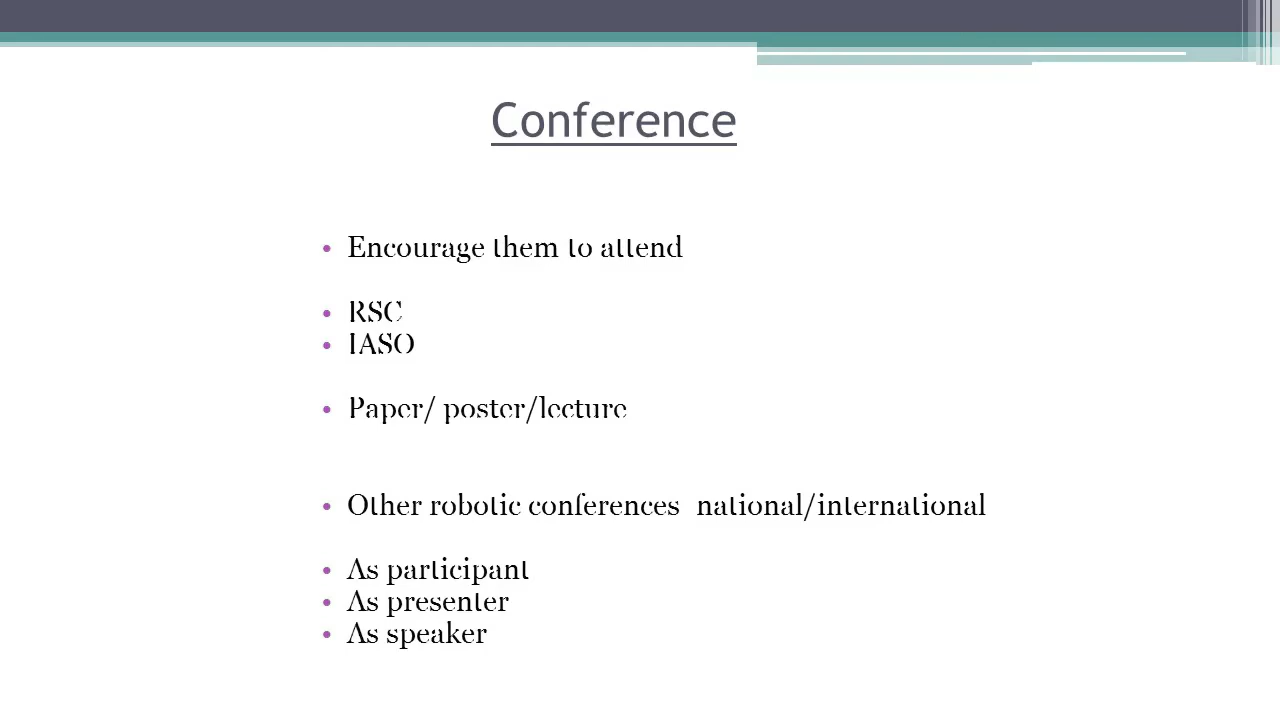 Conference
• Encourage them to attend
• RSC
• IASO
• Paper/ poster/lecture
• Other robotic conferences national/international
• As participant
• As presenter
• As speaker